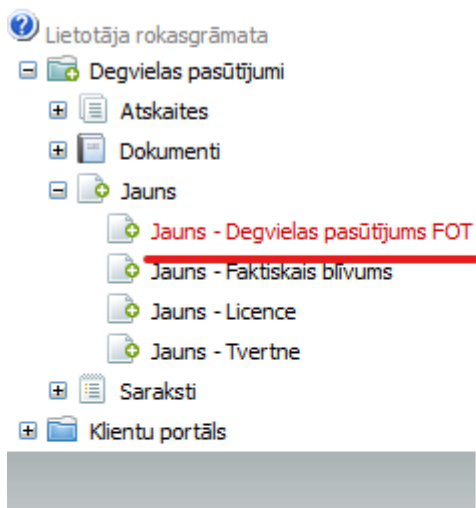 Lietotāja rokasgrāmata
Degvielas pasūtījumi
Atskaites
Dokumenti
Jauns
Jauns - Degvielas pasūtījums FOT
Jauns - Faktiskais blīvums
Jauns - Licence
Jauns - Tvertne
Saraksti
Klientu portāls